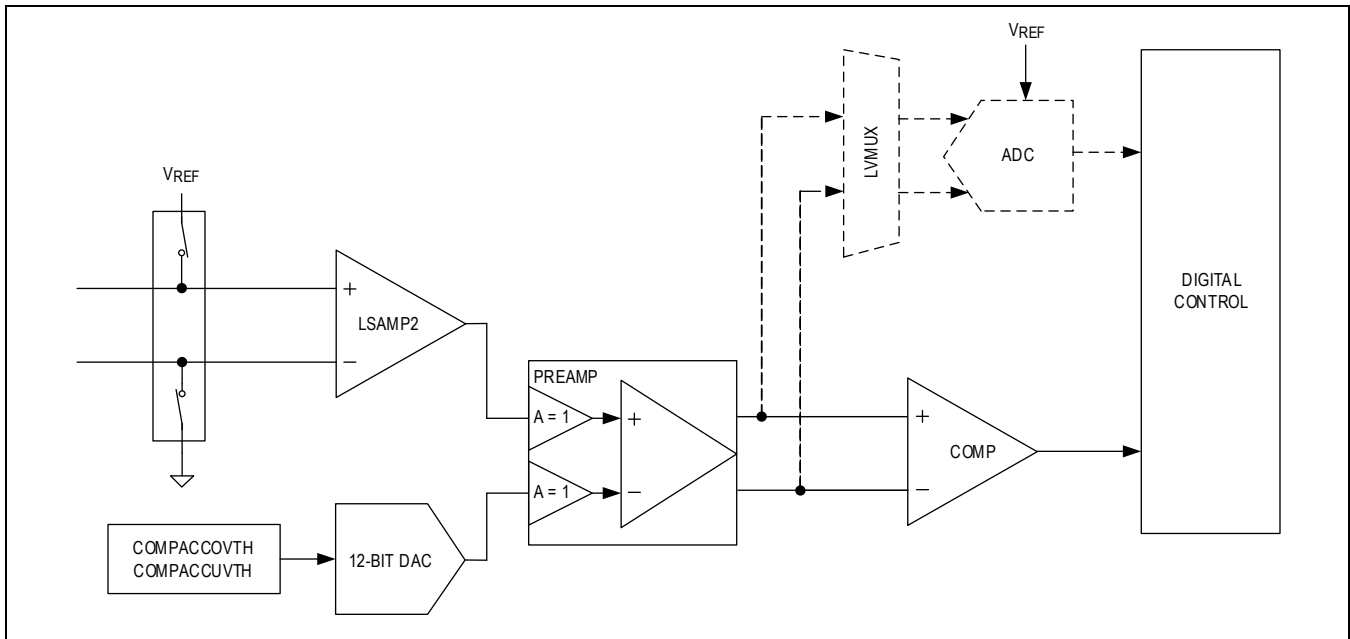 VREF
LVMUX
ADC
VREF
+
LSAMP2
−
DIGITAL
CONTROL
PREAMP
A = 1
+
A = 1
−
+
COMP
−
COMPACCOVTH
COMPACCUVTH
12-BIT DAC